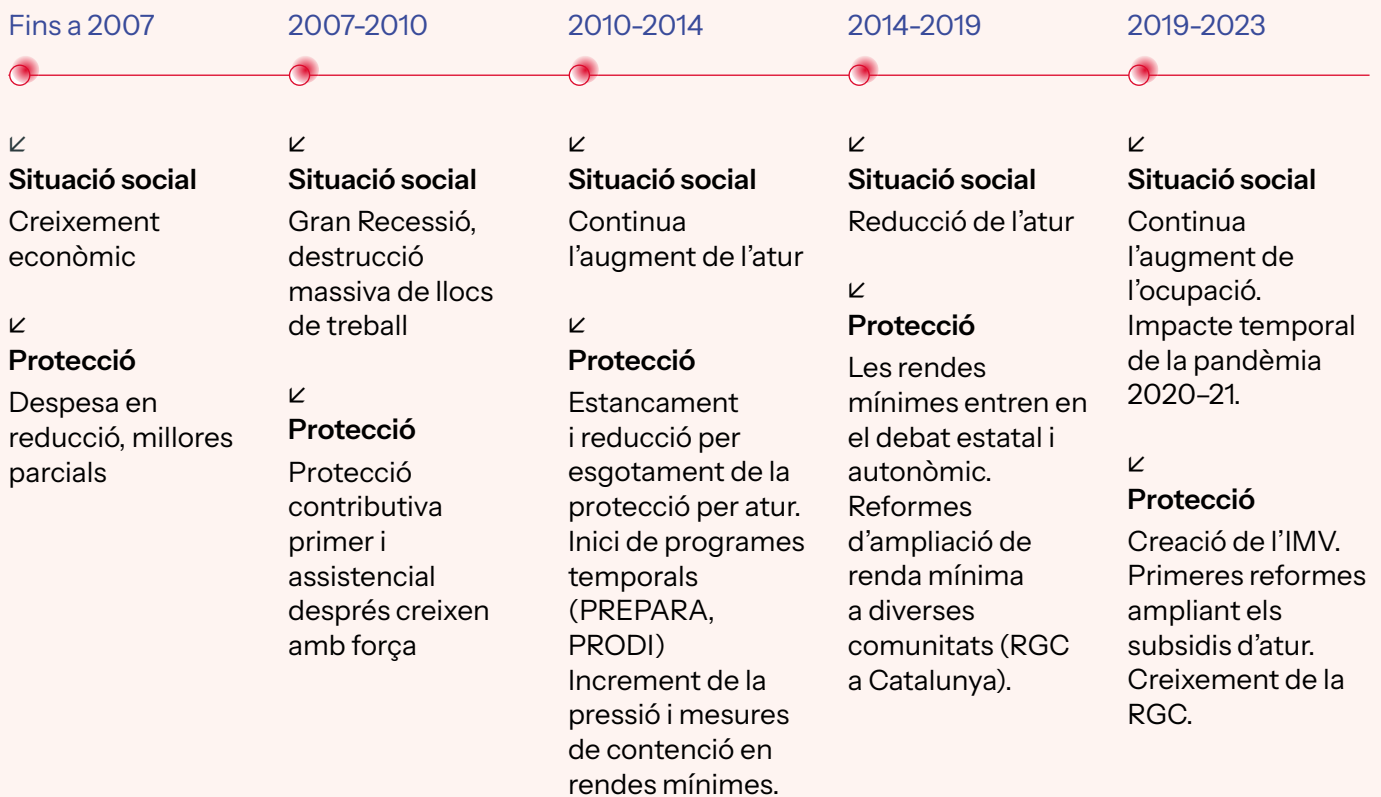 Fins a 2007
Situació social
Creixement
econòmic
Protecció
Despesa en
reducció, millores
parcials
2007-2010
Situació social
Gran Recessió,
destrucció
massiva de llocs
de treball
Protecció
Protecció
contributiva
primer i
assistencial
després creixen
amb força
2010-2014
Situació social
Continua
l’augment de l’atur
Protecció
Estancament
i reducció per
esgotament de la
protecció per atur.
Inici de programes
temporals
(PREPARA,
PRODI)
Increment de la
pressió i mesures
de contenció en
rendes mínimes.
2014-2019
Situació social
Reducció de l’atur
Protecció
Les rendes
mínimes entren en
el debat estatal i
autonòmic.
Reformes
d’ampliació de
renda mínima
a diverses
comunitats (RGC
a Catalunya).
2019-2023
Situació social
Continua
l’augment de
l’ocupació.
Impacte temporal
de la pandèmia
2020–21.
Protecció
Creació de l’IMV.
Primeres reformes
ampliant els
subsidis d’atur.
Creixement de la
RGC.